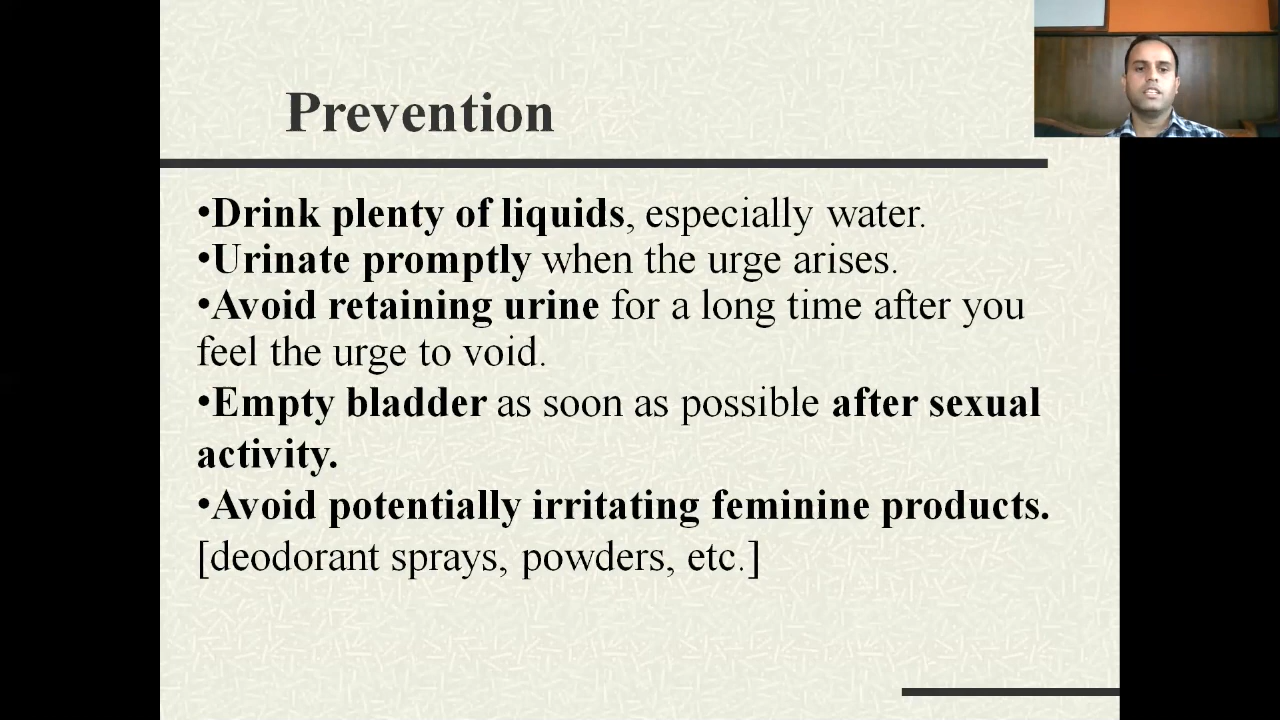 Prevention
•Drink plenty of liquids, especially water.
•Urinate promptly when the urge arises.
•Avoid retaining urine for a long time after you
feel the urge to void.
•Empty bladder as soon as possible after sexual
activity.
•Avoid potentially irritating feminine products.
[deodorant sprays, powders, etc.]